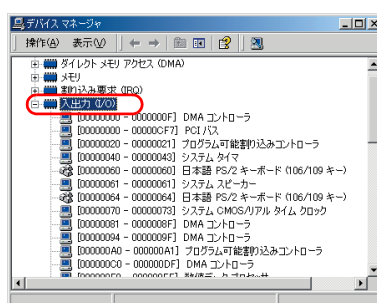 デバイス マネージャ
操作(A) 表示(V)
ダイレクト メモリ アクセス (DMA)
メモリ
割り込み要求 (IRQ)
入出力 (I/O)
[00000000 - 0000000F] DMA コントローラ
[00000000 - 00000CF7] PCI バス
[00000020 - 00000021] プログラム可能割り込みコントローラ
[00000040 - 00000043] システム タイマ
[00000060 - 00000060] 日本語 PS/2 キーボード (106/109 キー)
[00000061 - 00000061] システム スピーカー
[00000064 - 00000064] 日本語 PS/2 キーボード (106/109 キー)
[00000070 - 00000073] システム CMOS/リアル タイム クロック
[00000081 - 0000008F] DMA コントローラ
[00000094 - 0000009F] DMA コントローラ
[000000A0 - 000000A1] プログラム可能割り込みコントローラ
[000000C0 - 000000DF] DMA コントローラ